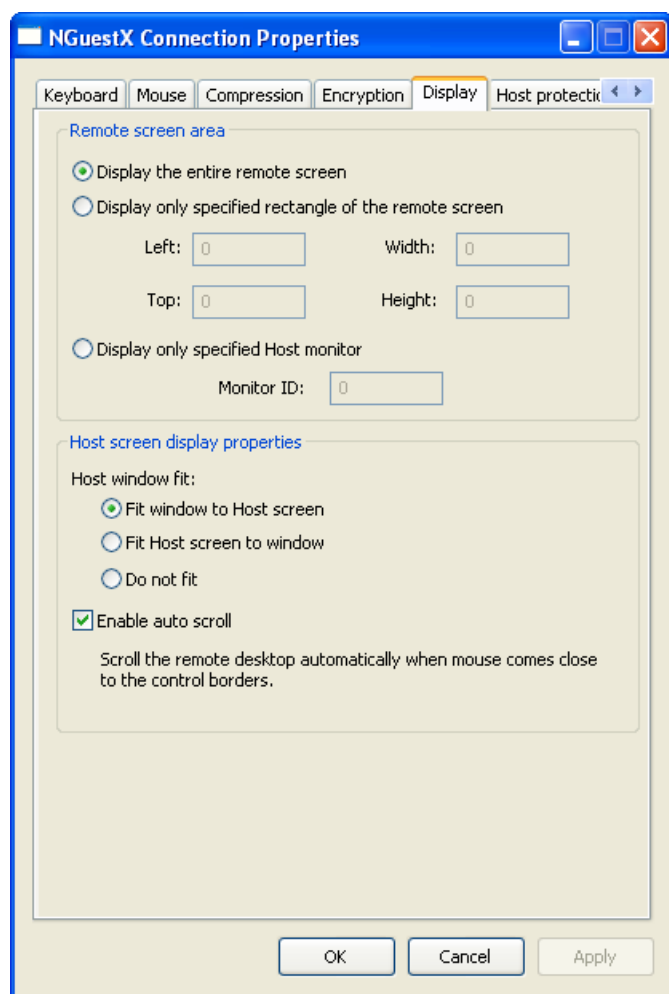 NGuestX Connection Properties
Keyboard Mouse Compression Encryption Display Host protectic
Remote screen area
Display the entire remote screen
Display only specified rectangle of the remote screen
Left: 0 Width: 0
Top: 0 Height: 0
Display only specified Host monitor
Monitor ID: 0
Host screen display properties
Host window fit:
Fit window to Host screen
Fit Host screen to window
Do not fit
Enable auto scroll
Scroll the remote desktop automatically when mouse comes close
to the control borders.
OK Cancel Apply